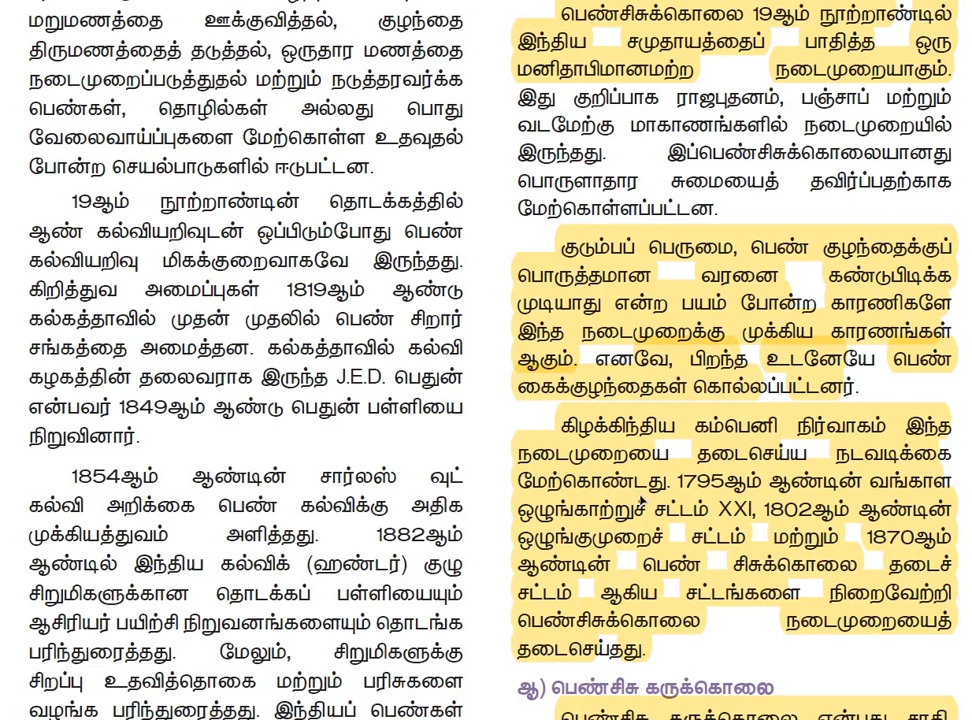 மறுமணத்தை ஊக்குவித்தல், குழந்தை
திருமணத்தைத் தடுத்தல், ஒருதார மணத்தை
நடைமுறைப்படுத்துதல் மற்றும் நடுத்தரவர்க்க
பெண்கள், தொழில்கள் அல்லது பொது
வேலைவாய்ப்புகளை மேற்கொள்ள உதவுதல்
போன்ற செயல்பாடுகளில் ஈடுபட்டன.
19ஆம் நூற்றாண்டின் தொடக்கத்தில்
ஆண் கல்வியறிவுடன் ஒப்பிடும்போது பெண்
கல்வியறிவு மிகக்குறைவாகவே இருந்தது.
கிறித்துவ அமைப்புகள் 1819ஆம் ஆண்டு
கல்கத்தாவில் முதன் முதலில் பெண் சிறார்
சங்கத்தை அமைத்தன. கல்கத்தாவில் கல்வி
கழகத்தின் தலைவராக இருந்த J.E.D. பெதுன்
என்பவர் 1849ஆம் ஆண்டு பெதுன் பள்ளியை
நிறுவினார்.
1854ஆம் ஆண்டின் சார்லஸ் வுட்
கல்வி அறிக்கை பெண் கல்விக்கு அதிக
முக்கியத்துவம் அளித்தது. 1882ஆம்
ஆண்டில் இந்திய கல்விக் (ஹண்டர்) குழு
சிறுமிகளுக்கான தொடக்கப் பள்ளியையும்
ஆசிரியர் பயிற்சி நிறுவனங்களையும் தொடங்க
பரிந்துரைத்தது. மேலும், சிறுமிகளுக்கு
சிறப்பு உதவித்தொகை மற்றும் பரிசுகளை
வழங்க பரிந்துரைத்தது. இந்தியப் பெண்கள்
பெண்சிசுக்கொலை 19ஆம் நூற்றாண்டில்
இந்திய சமுதாயத்தைப் பாதித்த ஒரு
மனிதாபிமானமற்ற நடைமுறையாகும்.
இது குறிப்பாக ராஜபுதனம், பஞ்சாப் மற்றும்
வடமேற்கு மாகாணங்களில் நடைமுறையில்
இருந்தது. இப்பெண்சிசுக்கொலையானது
பொருளாதார சுமையைத் தவிர்ப்பதற்காக
மேற்கொள்ளப்பட்டன.
குடும்பப் பெருமை, பெண் குழந்தைக்குப்
பொருத்தமான வரனை கண்டுபிடிக்க
முடியாது என்ற பயம் போன்ற காரணிகளே
இந்த நடைமுறைக்கு முக்கிய காரணங்கள்
ஆகும். எனவே, பிறந்த உடனேயே பெண்
கைக்குழந்தைகள் கொல்லப்பட்டனர்.
கிழக்கிந்திய கம்பெனி நிர்வாகம் இந்த
நடைமுறையை தடைசெய்ய நடவடிக்கை
மேற்கொண்டது. 1795ஆம் ஆண்டின் வங்காள
ஒழுங்காற்றுச் சட்டம் XXI, 1802ஆம் ஆண்டின்
ஒழுங்குமுறைச் சட்டம் மற்றும் 1870ஆம்
ஆண்டின் பெண் சிசுக்கொலை தடைச்
சட்டம் ஆகிய சட்டங்களை நிறைவேற்றி
பெண்சிசுக்கொலை நடைமுறையைத்
தடைசெய்தது.
ஆ) பெண்சிசு கருக்கொலை
பெண்சிசு கருக்கொலை என்பது சாதி,